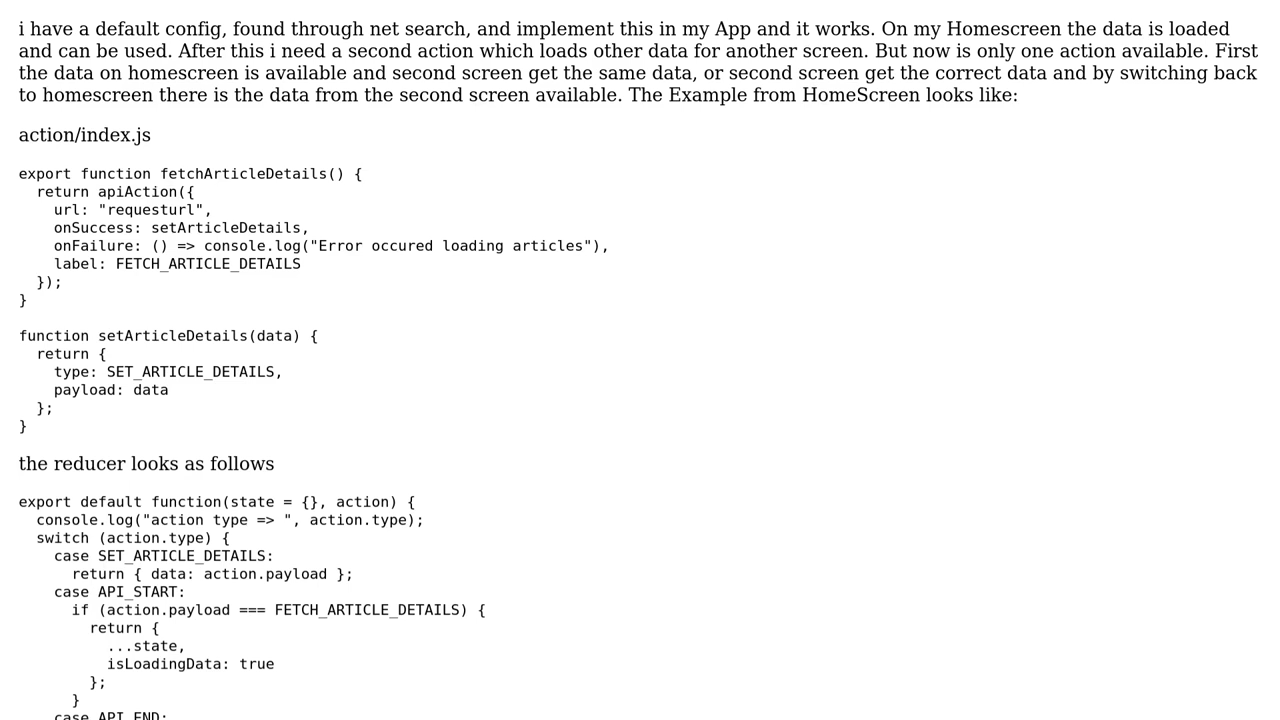 i have a default config, found through net search, and implement this in my App and it works. On my Homescreen the data is loaded
and can be used. After this i need a second action which loads other data for another screen. But now is only one action available. First
the data on homescreen is available and second screen get the same data, or second screen get the correct data and by switching back
to homescreen there is the data from the second screen available. The Example from HomeScreen looks like:
action/index.js
export function fetchArticleDetails() {
  return apiAction({
    url: "requesturl",
    onSuccess: setArticleDetails,
    onFailure: () => console.log("Error occured loading articles"),
    label: FETCH_ARTICLE_DETAILS
  });
}
function setArticleDetails(data) {
  return {
    type: SET_ARTICLE_DETAILS,
    payload: data
  };
}
the reducer looks as follows
export default function(state = {}, action) {
  console.log("action type => ", action.type);
  switch (action.type) {
    case SET_ARTICLE_DETAILS:
      return { data: action.payload };
    case API_START:
      if (action.payload === FETCH_ARTICLE_DETAILS) {
        return {
          ...state,
          isLoadingData: true
        };
      }
    case API_END: